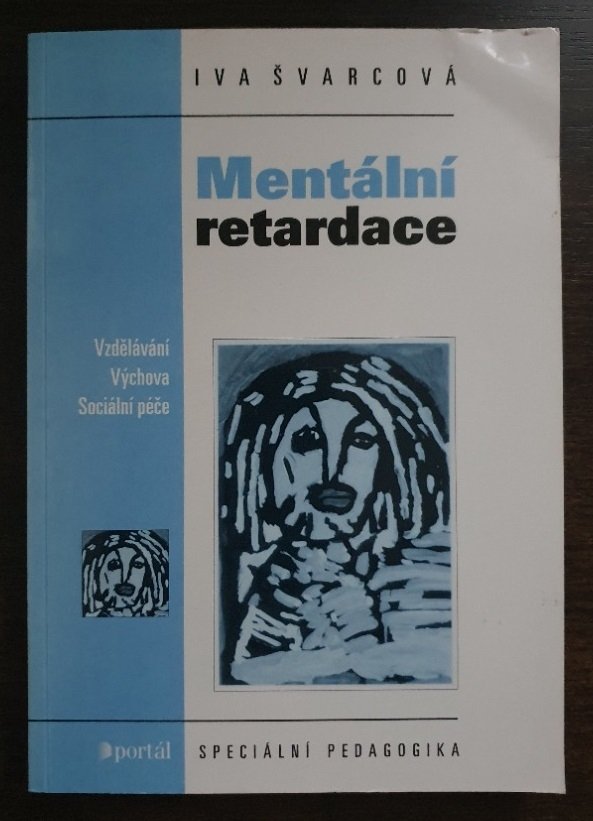 IVA ŠVARCOVÁ
Mentální
retardace
Vzdělávání
Výchova
Sociální péče
portál
SPECIÁLNÍ PEDAGOGIKA